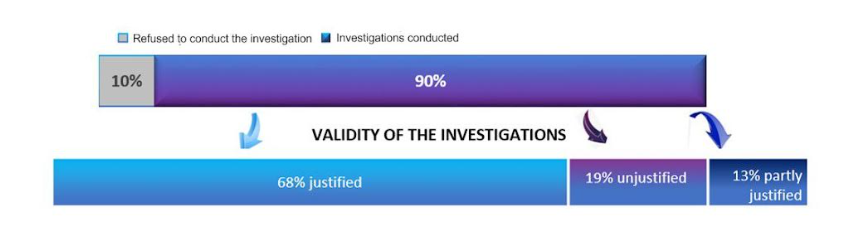 Refused to conduct the investigation
Investigations conducted
10%
90%
VALIDITY OF THE INVESTIGATIONS
68% justified
19% unjustified
13% partly
justified